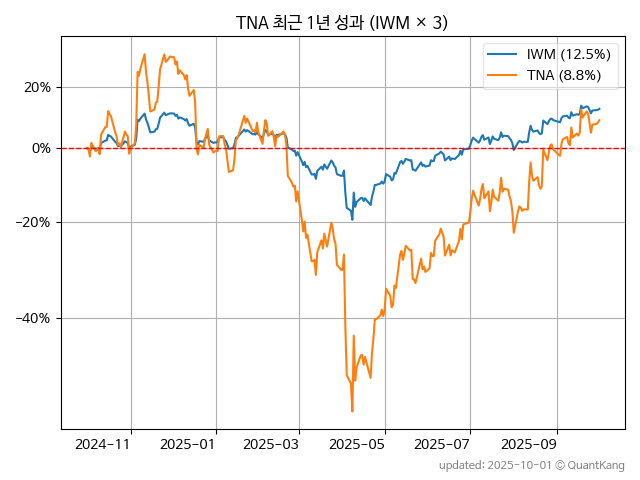 TNA 최근 1년 성과 (IWM × 3)
IWM (12.5%)
TNA (8.8%)
20%
0%
−20%
−40%
2024-11 2025-01 2025-03 2025-05 2025-07 2025-09
updated: 2025-10-01 © QuantKang